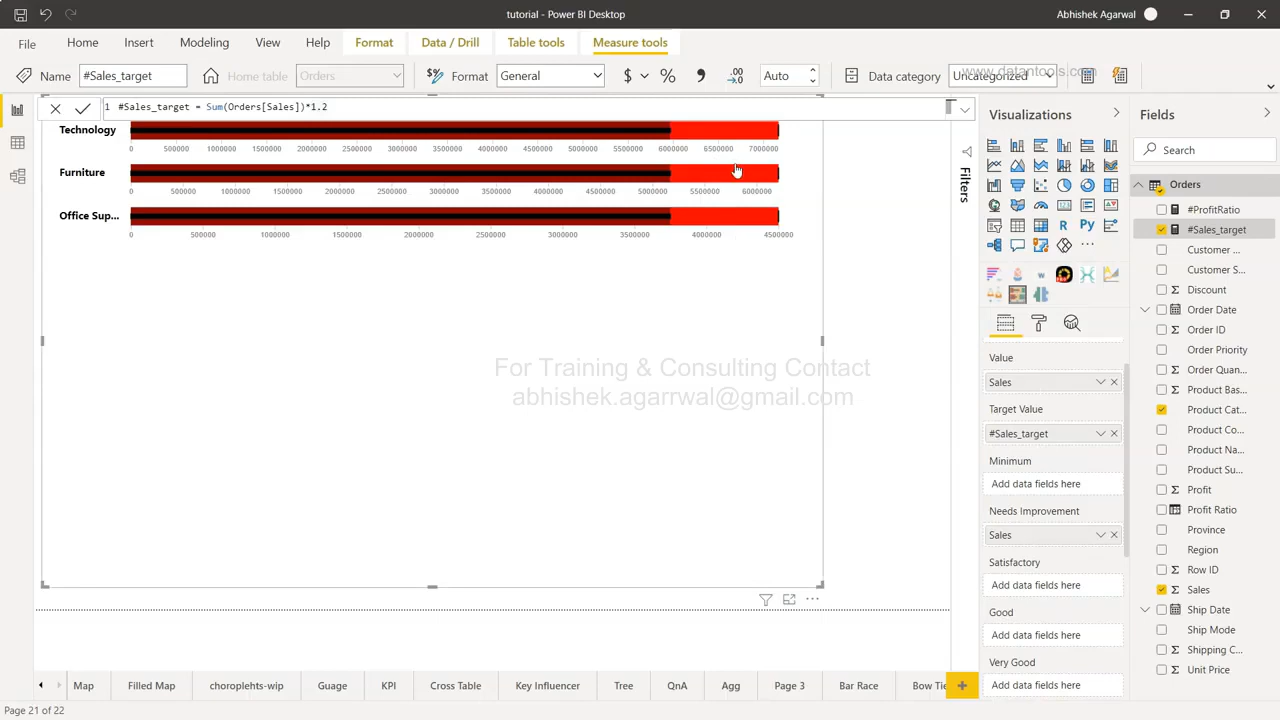 tutorial - Power BI Desktop
Abhishek Agarwal
File Home Insert Modeling View Help Format Data / Drill Table tools Measure tools
Name #Sales_target Home table Orders Format General $ % , .00 Auto Data category Uncategorized
www.datantools.com
1 #Sales_target = Sum(Orders[Sales])*1.2
Technology
0 500000 1000000 1500000 2000000 2500000 3000000 3500000 4000000 4500000 5000000 5500000 6000000 6500000 7000000
Furniture
0 500000 1000000 1500000 2000000 2500000 3000000 3500000 4000000 4500000 5000000 5500000 6000000
Office Sup...
0 500000 1000000 1500000 2000000 2500000 3000000 3500000 4000000 4500000
For Training & Consulting Contact
abhishek.agarrwal@gmail.com
Filters
Visualizations
R Py
Value
Sales
Target Value
#Sales_target
Minimum
Add data fields here
Needs Improvement
Sales
Satisfactory
Add data fields here
Good
Add data fields here
Very Good
Add data fields here
Fields
Search
Orders
#ProfitRatio
#Sales_target
Customer ...
Customer S...
Discount
Order Date
Order ID
Order Priority
Order Quan...
Product Bas...
Product Cat...
Product Co...
Product Na...
Product Su...
Profit
Profit Ratio
Province
Region
Row ID
Sales
Ship Date
Ship Mode
Shipping C...
Unit Price
Map Filled Map choroplehts-wip Guage KPI Cross Table Key Influencer Tree QnA Agg Page 3 Bar Race Bow Tie
Page 21 of 22